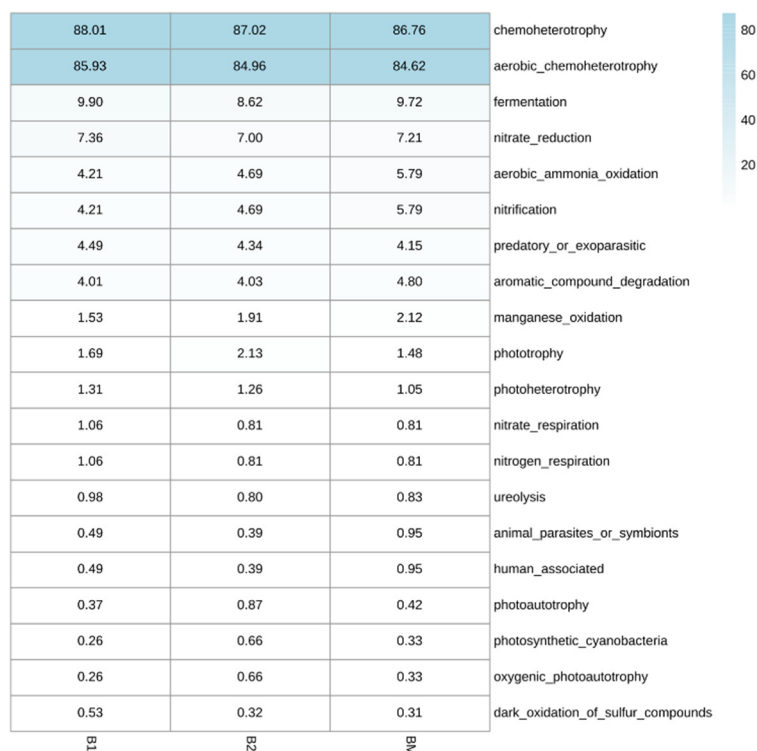 88.01 87.02 86.76 chemoheterotrophy
85.93 84.96 84.62 aerobic_chemoheterotrophy
9.90 8.62 9.72 fermentation
7.36 7.00 7.21 nitrate_reduction
4.21 4.69 5.79 aerobic_ammonia_oxidation
4.21 4.69 5.79 nitrification
4.49 4.34 4.15 predatory_or_exoparasitic
4.01 4.03 4.80 aromatic_compound_degradation
1.53 1.91 2.12 manganese_oxidation
1.69 2.13 1.48 phototrophy
1.31 1.26 1.05 photoheterotrophy
1.06 0.81 0.81 nitrate_respiration
1.06 0.81 0.81 nitrogen_respiration
0.98 0.80 0.83 ureolysis
0.49 0.39 0.95 animal_parasites_or_symbionts
0.49 0.39 0.95 human_associated
0.37 0.87 0.42 photoautotrophy
0.26 0.66 0.33 photosynthetic_cyanobacteria
0.26 0.66 0.33 oxygenic_photoautotrophy
0.53 0.32 0.31 dark_oxidation_of_sulfur_compounds
B1 B2 BM
80
60
40
20